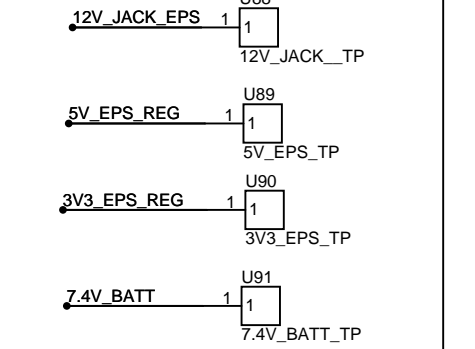 12V_JACK_EPS 1 1
12V_JACK__TP
U89
5V_EPS_REG 1 1
5V_EPS_TP
U90
3V3_EPS_REG 1 1
3V3_EPS_TP
U91
7.4V_BATT 1 1
7.4V_BATT_TP